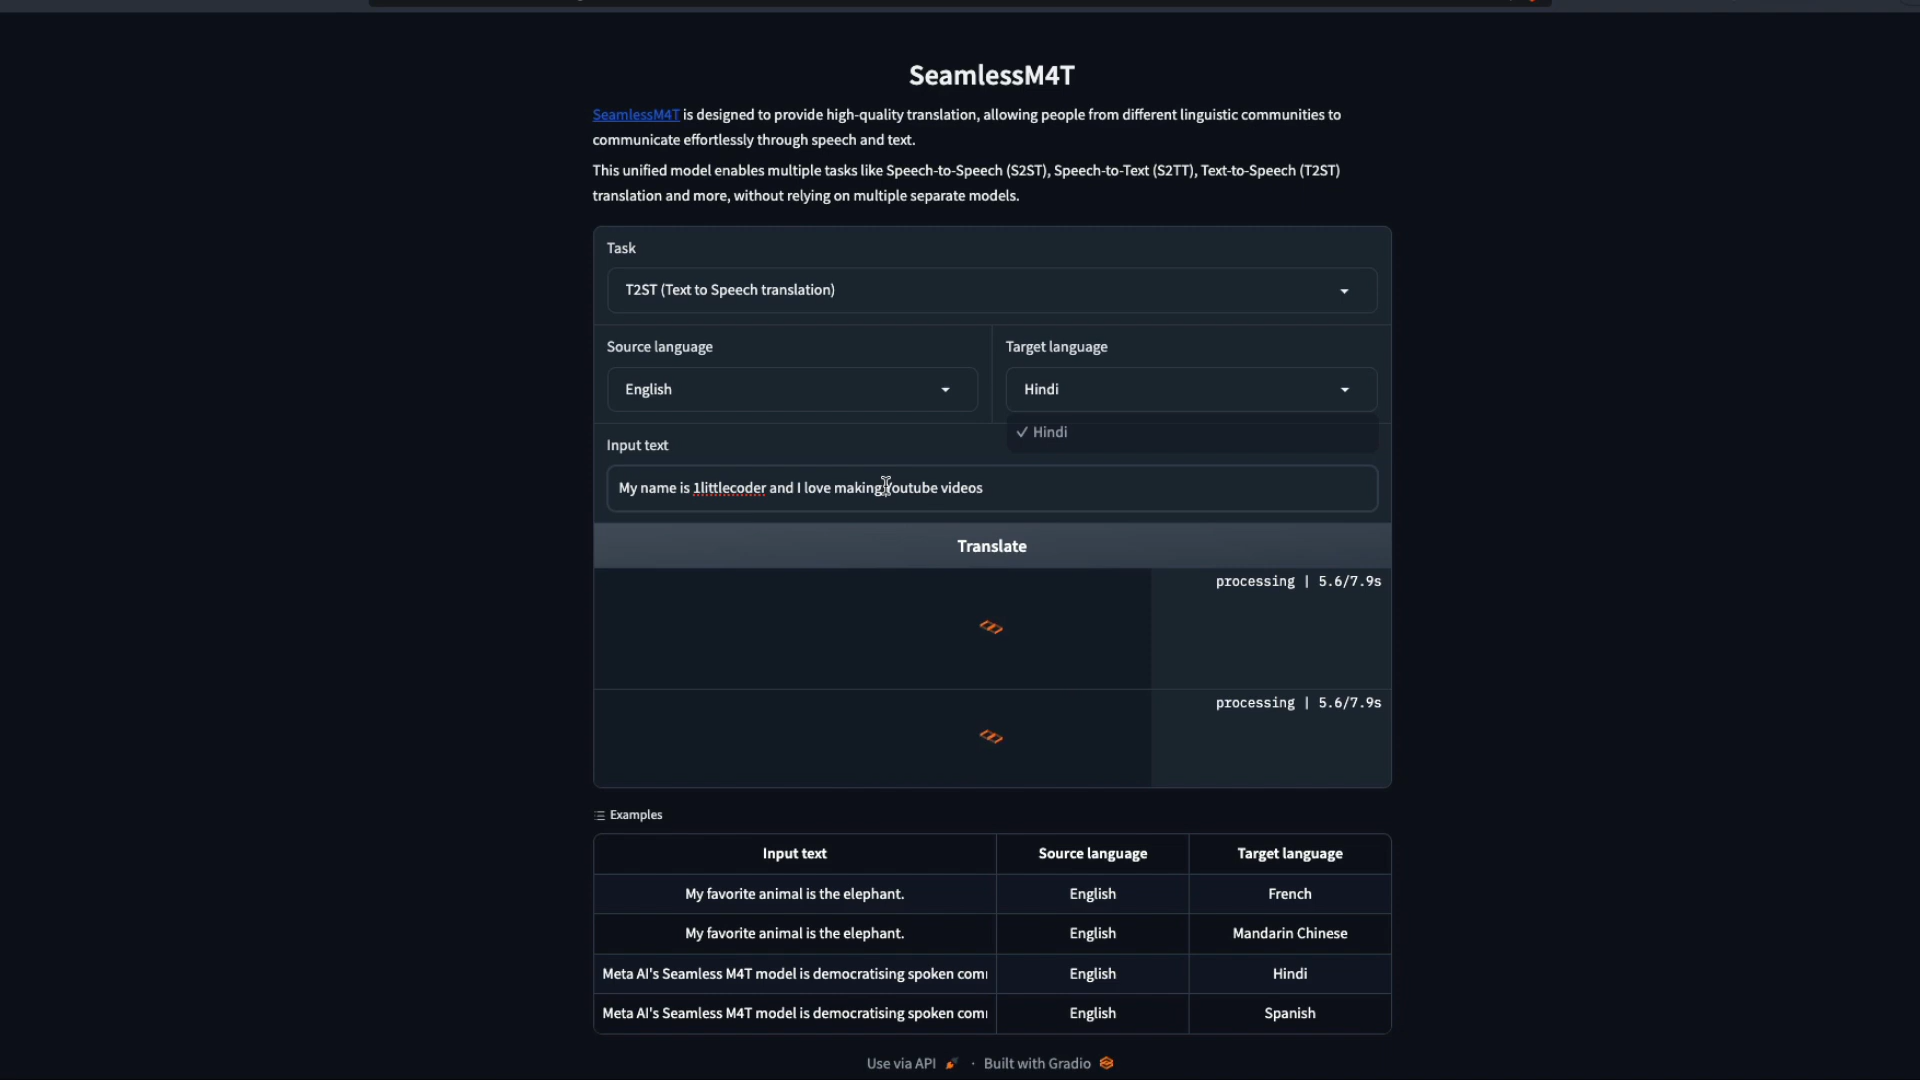 SeamlessM4T
SeamlessM4T is designed to provide high-quality translation, allowing people from different linguistic communities to
communicate effortlessly through speech and text.
This unified model enables multiple tasks like Speech-to-Speech (S2ST), Speech-to-Text (S2TT), Text-to-Speech (T2ST)
translation and more, without relying on multiple separate models.
Task
T2ST (Text to Speech translation)
Source language
Target language
English
Hindi
✓ Hindi
Input text
My name is 1littlecoder and I love making Youtube videos
Translate
processing | 5.6/7.9s
processing | 5.6/7.9s
Examples
Input text Source language Target language
My favorite animal is the elephant. English French
My favorite animal is the elephant. English Mandarin Chinese
Meta AI's Seamless M4T model is democratising spoken com English Hindi
Meta AI's Seamless M4T model is democratising spoken com English Spanish
Use via API · Built with Gradio